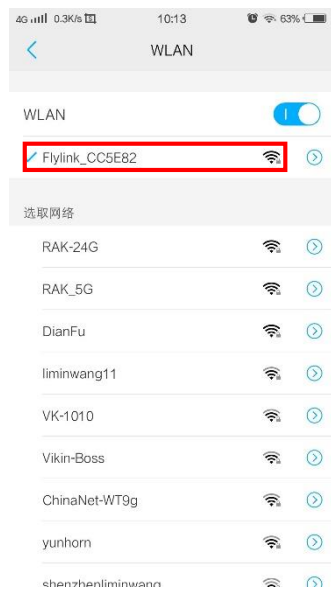 4G 0.3K/s 10:13 63%
WLAN
WLAN
Flylink_CC5E82
选取网络
RAK-24G
RAK_5G
DianFu
liminwang11
VK-1010
Vikin-Boss
ChinaNet-WT9g
yunhorn
shenzhenliminwang